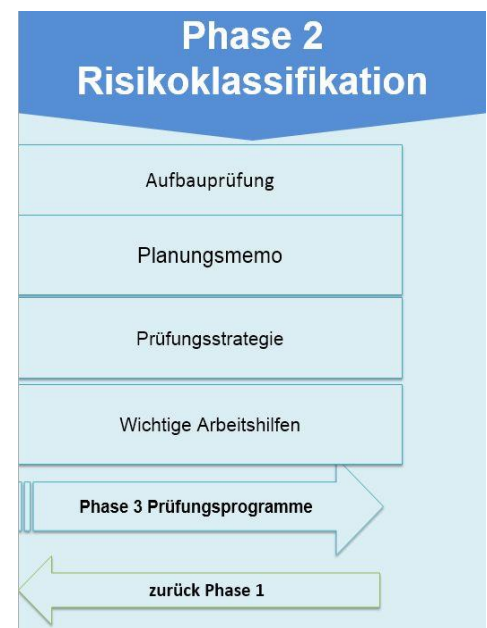 Phase 2
Risikoklassifikation
Aufbauprüfung
Planungsmemo
Prüfungsstrategie
Wichtige Arbeitshilfen
Phase 3 Prüfungsprogramme
zurück Phase 1